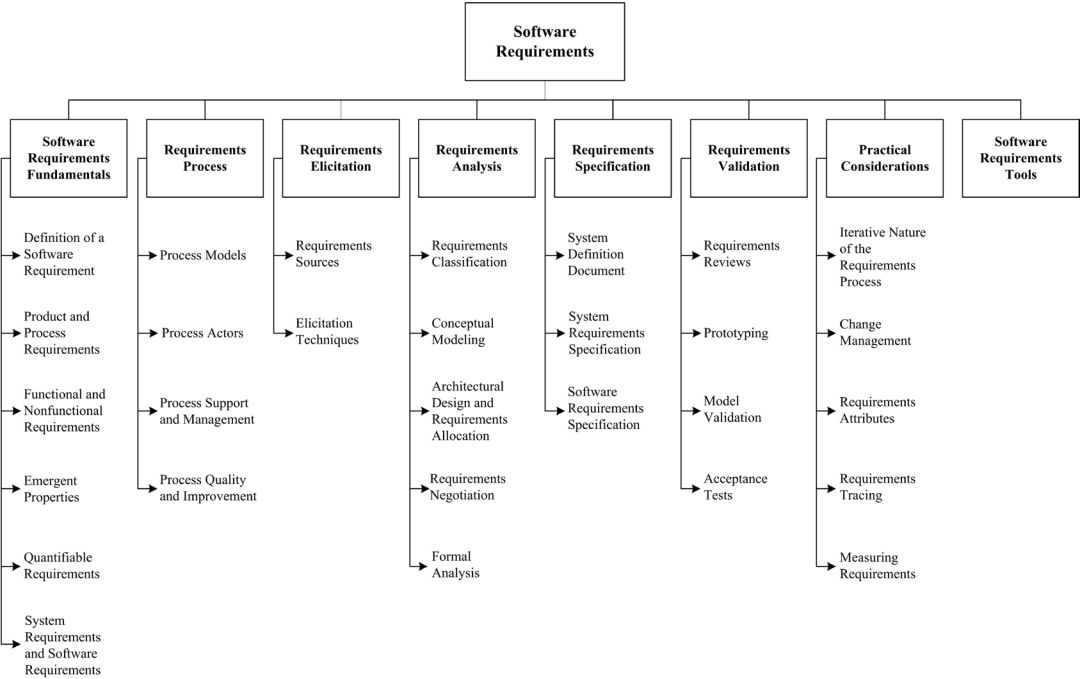 Software
Requirements
Software
Requirements
Fundamentals
Requirements
Process
Requirements
Elicitation
Requirements
Analysis
Requirements
Specification
Requirements
Validation
Practical
Considerations
Software
Requirements
Tools
Definition of a
Software
Requirement
Product and
Process
Requirements
Functional and
Nonfunctional
Requirements
Emergent
Properties
Quantifiable
Requirements
System
Requirements
and Software
Requirements
Process Models
Process Actors
Process Support
and Management
Process Quality
and Improvement
Requirements
Sources
Elicitation
Techniques
Requirements
Classification
Conceptual
Modeling
Architectural
Design and
Requirements
Allocation
Requirements
Negotiation
Formal
Analysis
System
Definition
Document
System
Requirements
Specification
Software
Requirements
Specification
Requirements
Reviews
Prototyping
Model
Validation
Acceptance
Tests
Iterative Nature
of the
Requirements
Process
Change
Management
Requirements
Attributes
Requirements
Tracing
Measuring
Requirements